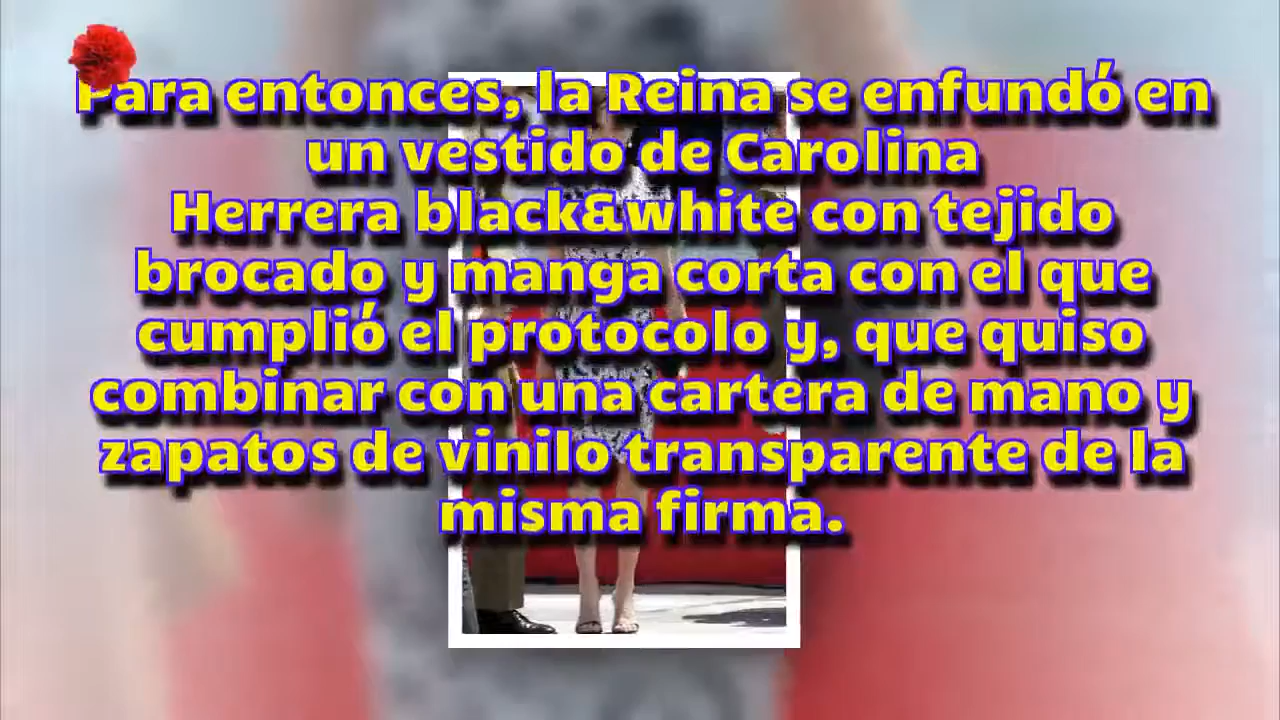 Para entonces, la Reina se enfundó en
un vestido de Carolina
Herrera black&white con tejido
brocado y manga corta con el que
cumplió el protocolo y, que quiso
combinar con una cartera de mano y
zapatos de vinilo transparente de la
misma firma.